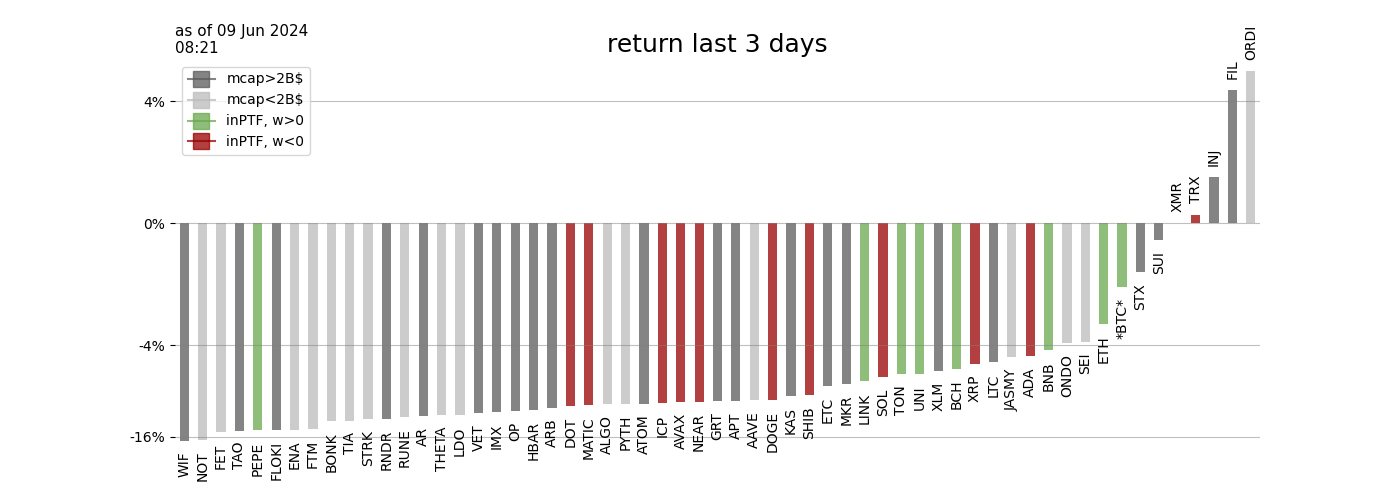 as of 09 Jun 2024
08:21
return last 3 days
mcap>2B$
mcap<2B$
inPTF, w>0
inPTF, w<0
4%
0%
-4%
-16%
WIF
NOT
FET
TAO
PEPE
FLOKI
ENA
FTM
BONK
TIA
STRK
RNDR
RUNE
AR
THETA
LDO
VET
IMX
OP
HBAR
ARB
DOT
MATIC
ALGO
PYTH
ATOM
ICP
AVAX
NEAR
GRT
APT
AAVE
DOGE
KAS
SHIB
ETC
MKR
LINK
SOL
TON
UNI
XLM
BCH
XRP
LTC
JASMY
ADA
BNB
ONDO
SEI
ETH
*BTC*
STX
SUI
XMR
TRX
INJ
FIL
ORDI